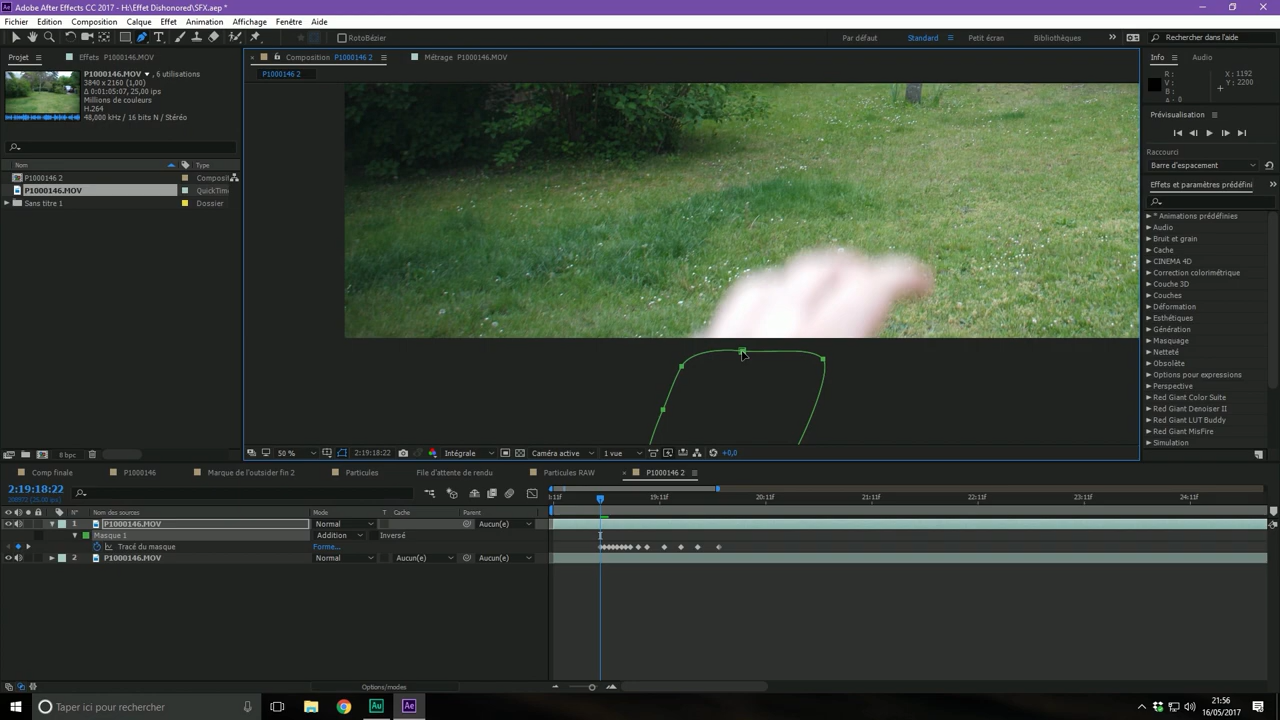 Adobe After Effects CC 2017 - H:\Effet Dishonored\SFX.aep *
Fichier Edition Composition Calque Effet Animation Affichage Fenêtre Aide
RotoBézier
Par défaut Standard Petit écran Bibliothèques Rechercher dans l'aide
Projet Effets P1000146.MOV Composition P1000146 2 Métrage P1000146.MOV Info Audio
P1000146.MOV , 6 utilisations
3840 x 2160 (1,00)
Δ 0:01:05:07, 25,00 ips
Millions de couleurs
H.264
48,000 kHz / 16 bits N / Stéréo
P1000146 2
R :
V :
B :
A : 0
X : 1192
Y : 2200
Prévisualisation
Raccourci
Barre d'espacement
Nom Type
P1000146 2 Composi
P1000146.MOV QuickTim
Sans titre 1 Dossier
Effets et paramètres prédéfini
* Animations prédéfinies
Audio
Bruit et grain
Cache
CINEMA 4D
Correction colorimétrique
Couche 3D
Couches
Déformation
Esthétiques
Génération
Masquage
Netteté
Obsolète
Options pour expressions
Perspective
Red Giant Color Suite
Red Giant Denoiser II
Red Giant LUT Buddy
Red Giant MisFire
Simulation
8 bpc
50 % 2:19:18:22 Intégrale Caméra active 1 vue +0,0
Comp finale P1000146 Marque de l'outsider fin 2 Particules File d'attente de rendu Particules RAW P1000146 2
2:19:18:22
:11f 19:11f 20:11f 21:11f 22:11f 23:11f 24:11f
N° Nom des sources Mode T Cache Parent
1 P1000146.MOV Normal Aucun(e)
Masque 1 Addition Inversé
Tracé du masque Forme...
2 P1000146.MOV Normal Aucun(e) Aucun(e)
Options/modes
Taper ici pour rechercher
21:56
16/05/2017